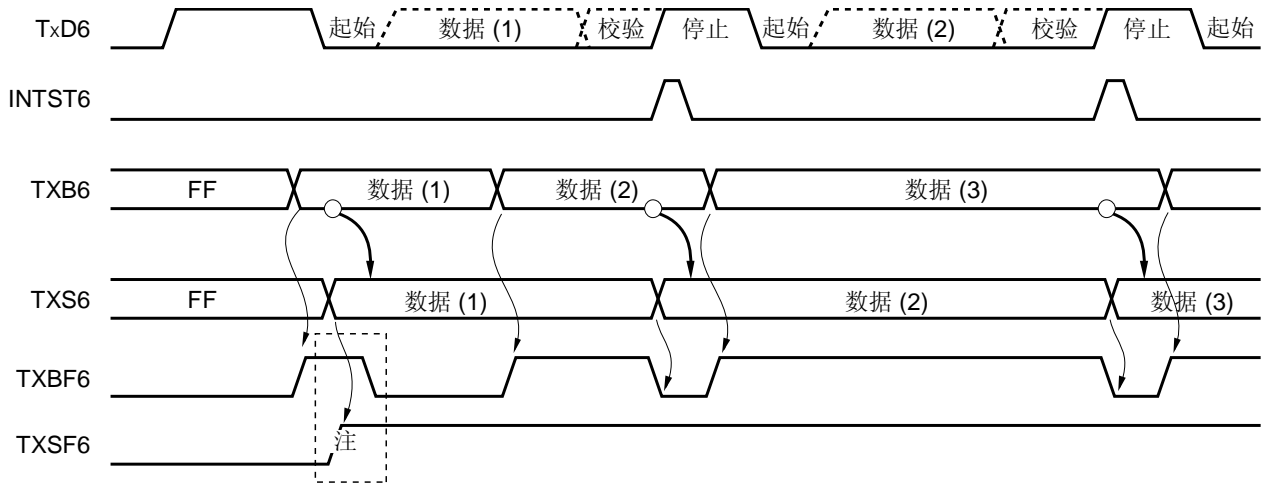 TxD6 起始 数据 (1) 校验 停止 起始 数据 (2) 校验 停止 起始
INTST6
TXB6 FF 数据 (1) 数据 (2) 数据 (3)
TXS6 FF 数据 (1) 数据 (2) 数据 (3)
TXBF6
TXSF6 注